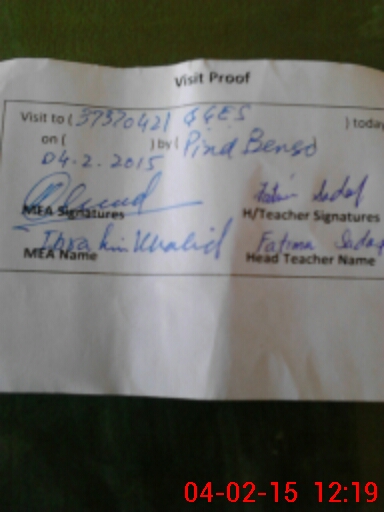 Visit Proof
Visit to ( 37370421 GGES ) today
on ( ) by ( Pind Benso
04-2-2015
MEA Signatures H/Teacher Signatures
Ibrahim Khalid Fatima Sadaf
MEA Name Head Teacher Name
04-02-15 12:19